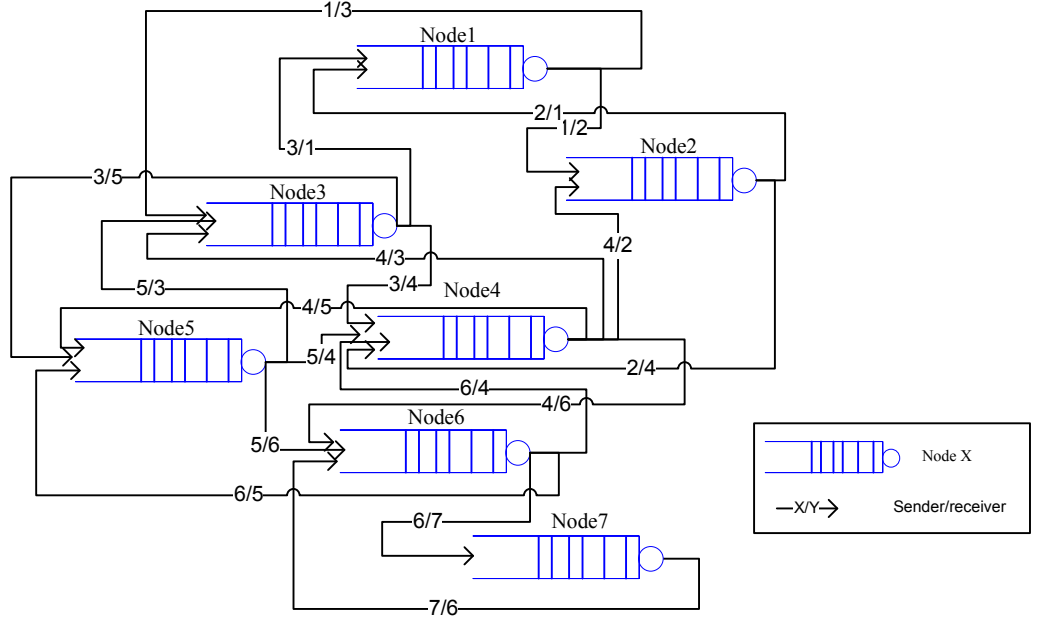 1/3
Node1
2/1
1/2
3/1
Node2
3/5
Node3
4/2
4/3
5/3
3/4
Node4
4/5
Node5
5/4
2/4
6/4
4/6
Node6
5/6
Node X
6/5
X/Y
Sender/receiver
6/7
Node7
7/6